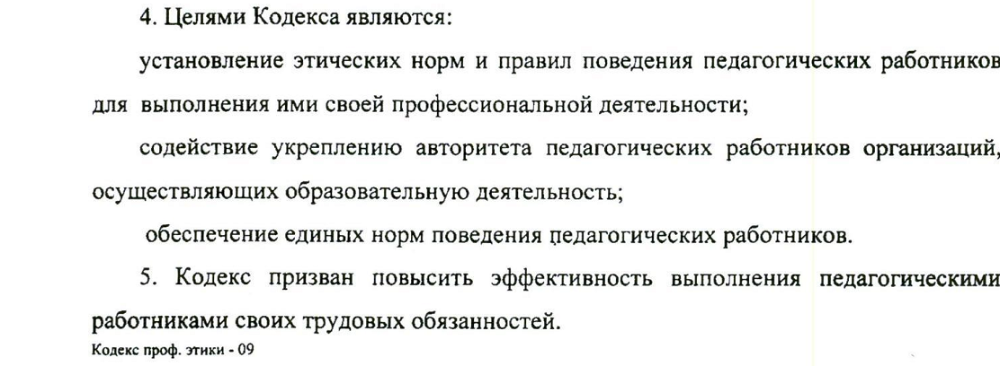 4. Целями Кодекса являются:
установление этических норм и правил поведения педагогических работников
для выполнения ими своей профессиональной деятельности;
содействие укреплению авторитета педагогических работников организаций,
осуществляющих образовательную деятельность;
обеспечение единых норм поведения педагогических работников.
5. Кодекс призван повысить эффективность выполнения педагогическими
работниками своих трудовых обязанностей.
Кодекс проф. этики - 09